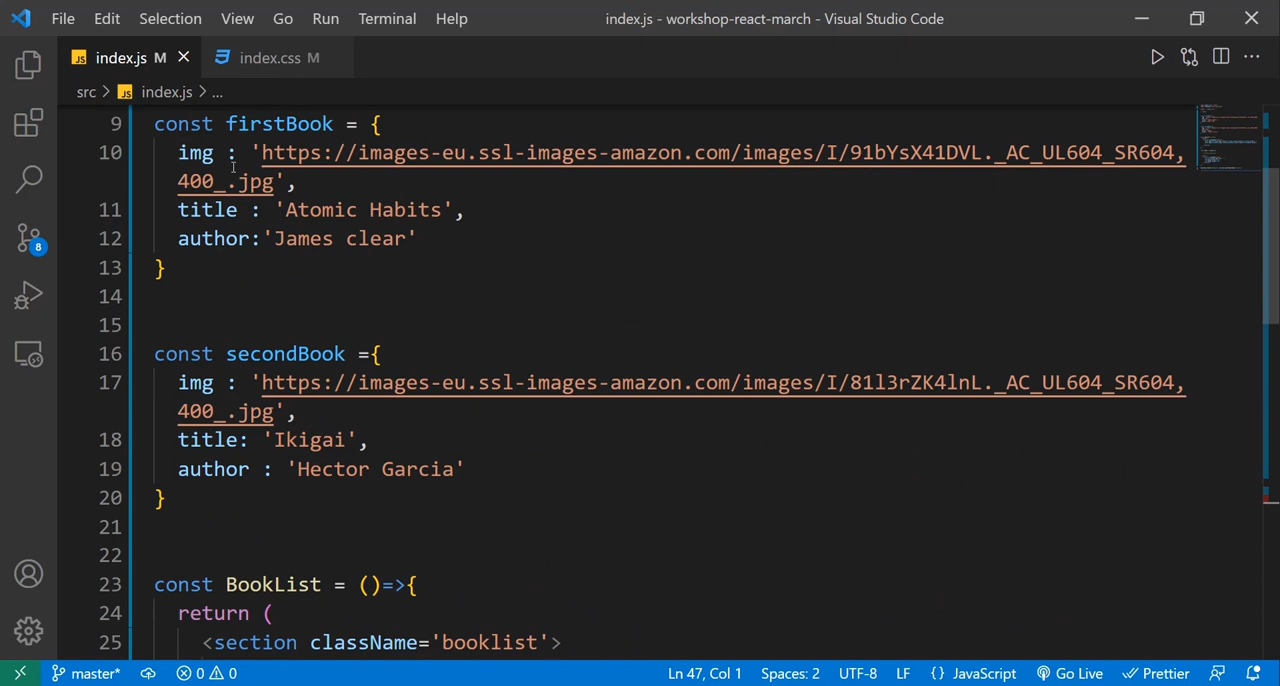 File Edit Selection View Go Run Terminal Help index.js - workshop-react-march - Visual Studio Code
JS index.js M index.css M
src > JS index.js > ...
9 const firstBook = {
10 img : 'https://images-eu.ssl-images-amazon.com/images/I/91bYsX41DVL._AC_UL604_SR604,
400_.jpg',
11 title : 'Atomic Habits',
12 author:'James clear'
13 }
14
15
16 const secondBook ={
17 img : 'https://images-eu.ssl-images-amazon.com/images/I/81l3rZK4lnL._AC_UL604_SR604,
400_.jpg',
18 title: 'Ikigai',
19 author : 'Hector Garcia'
20 }
21
22
23 const BookList = ()=>{
24 return (
25 <section className='booklist'>
8
master* 0 0 Ln 47, Col 1 Spaces: 2 UTF-8 LF {} JavaScript Go Live Prettier